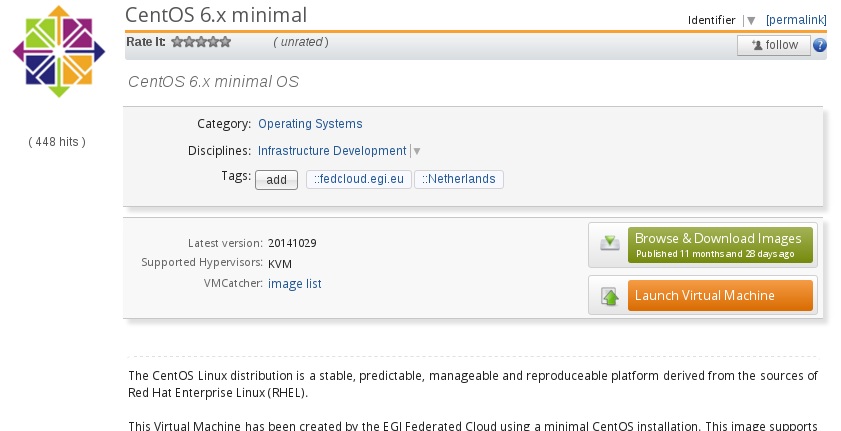 CentOS 6.x minimal
Identifier [permalink]
Rate It: ( unrated )
follow ?
CentOS 6.x minimal OS
( 448 hits )
Category: Operating Systems
Disciplines: Infrastructure Development
Tags: add ::fedcloud.egi.eu ::Netherlands
Latest version: 20141029
Supported Hypervisors: KVM
VMCatcher: image list
Browse & Download Images
Published 11 months and 28 days ago
Launch Virtual Machine
The CentOS Linux distribution is a stable, predictable, manageable and reproduceable platform derived from the sources of
Red Hat Enterprise Linux (RHEL).
This Virtual Machine has been created by the EGI Federated Cloud using a minimal CentOS installation. This image supports